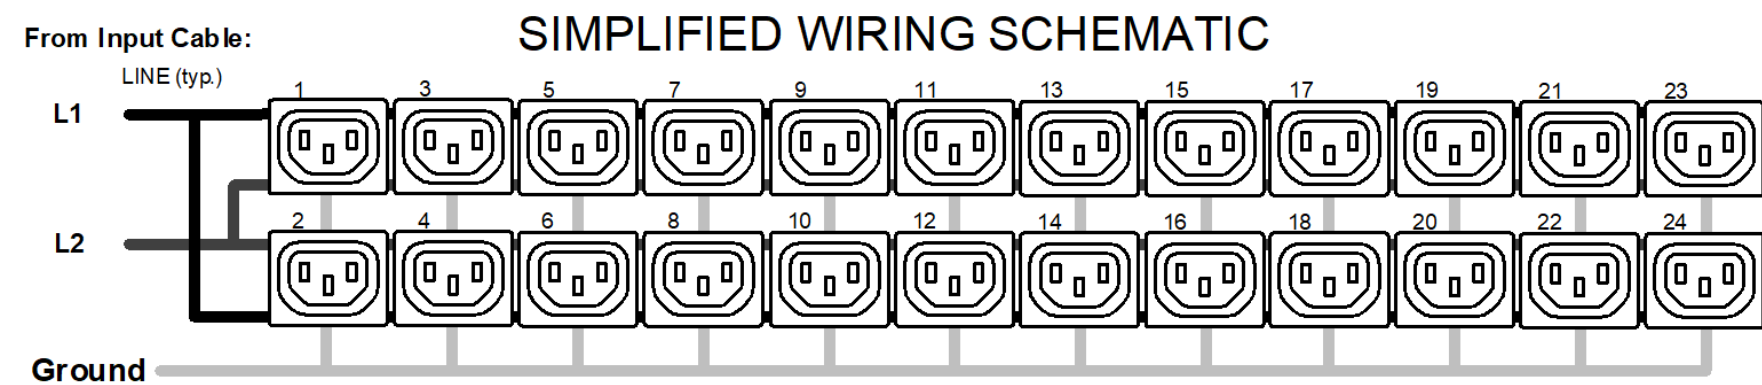 SIMPLIFIED WIRING SCHEMATIC
From Input Cable:
LINE (typ.)
L1
1 3 5 7 9 11 13 15 17 19 21 23
L2
2 4 6 8 10 12 14 16 18 20 22 24
Ground